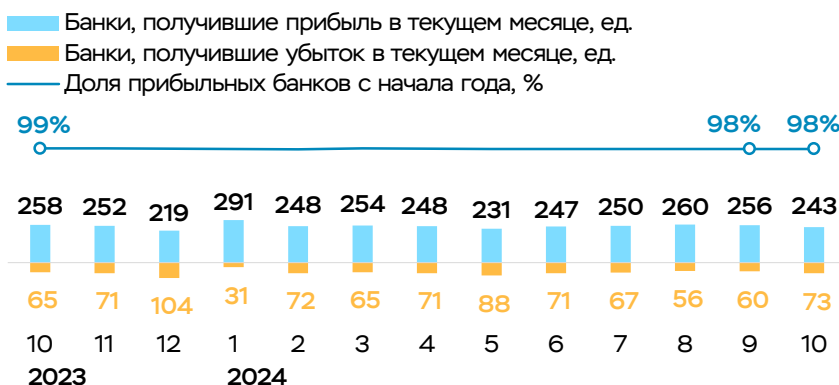 Банки, получившие прибыль в текущем месяце, ед.
Банки, получившие убыток в текущем месяце, ед.
Доля прибыльных банков с начала года, %
99% 98% 98%
258 252 219 291 248 254 248 231 247 250 260 256 243
65 71 104 31 72 65 71 88 71 67 56 60 73
10 11 12 1 2 3 4 5 6 7 8 9 10
2023 2024